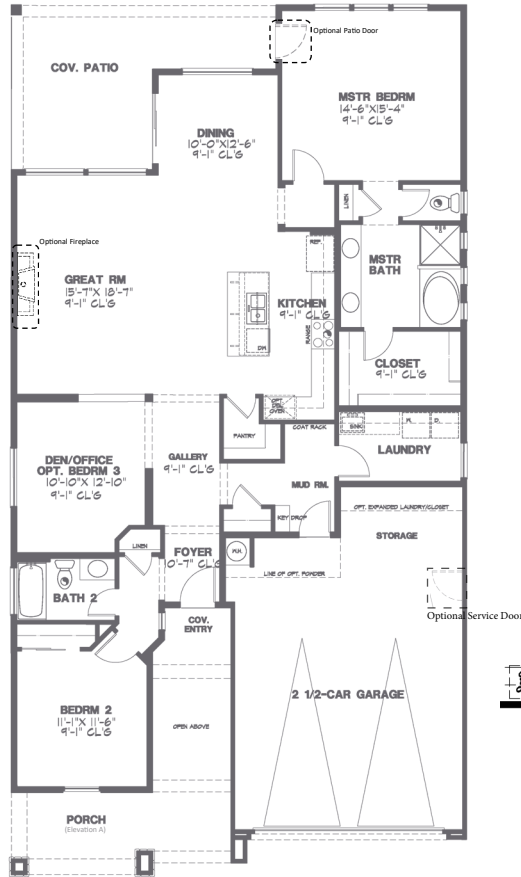 Optional Patio Door
COV. PATIO
MSTR BEDRM
14'-6"X15'-4"
9'-1" CL'G
DINING
10'-0"X12'-6"
9'-1" CL'G
LINEN
Optional Fireplace
REF.
GREAT RM
15'-7"X 18'-7"
9'-1" CL'G
MSTR
BATH
KITCHEN
9'-1" CL'G
RANGE
DW.
CLOSET
9'-1" CL'G
OPT.
DBL
OVEN
PANTRY
COAT RACK
SINK
W.
D.
LAUNDRY
DEN/OFFICE
OPT. BEDRM 3
10'-10"X 12'-10"
9'-1" CL'G
GALLERY
9'-1" CL'G
MUD RM.
KEY DROP
OPT. EXPANDED LAUNDRY/CLOSET
STORAGE
LINEN
FOYER
10'-7" CL'G
W.H.
LINE OF OPT. POWDER
BATH 2
COV.
ENTRY
Optional Service Door
BEDRM 2
11'-1"X 11'-6"
9'-1" CL'G
OPEN ABOVE
2 1/2-CAR GARAGE
PORCH
(Elevation A)